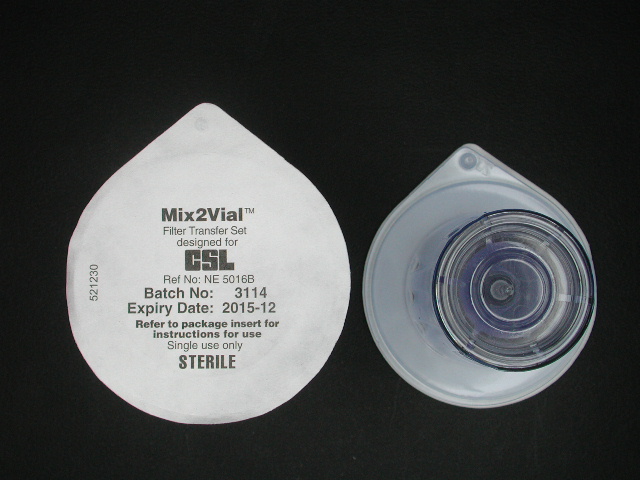 Mix2Vial™
Filter Transfer Set
designed for
CSL
Ref No: NE 5016B
Batch No: 3114
Expiry Date: 2015-12
Refer to package insert for
instructions for use
Single use only
STERILE
521230